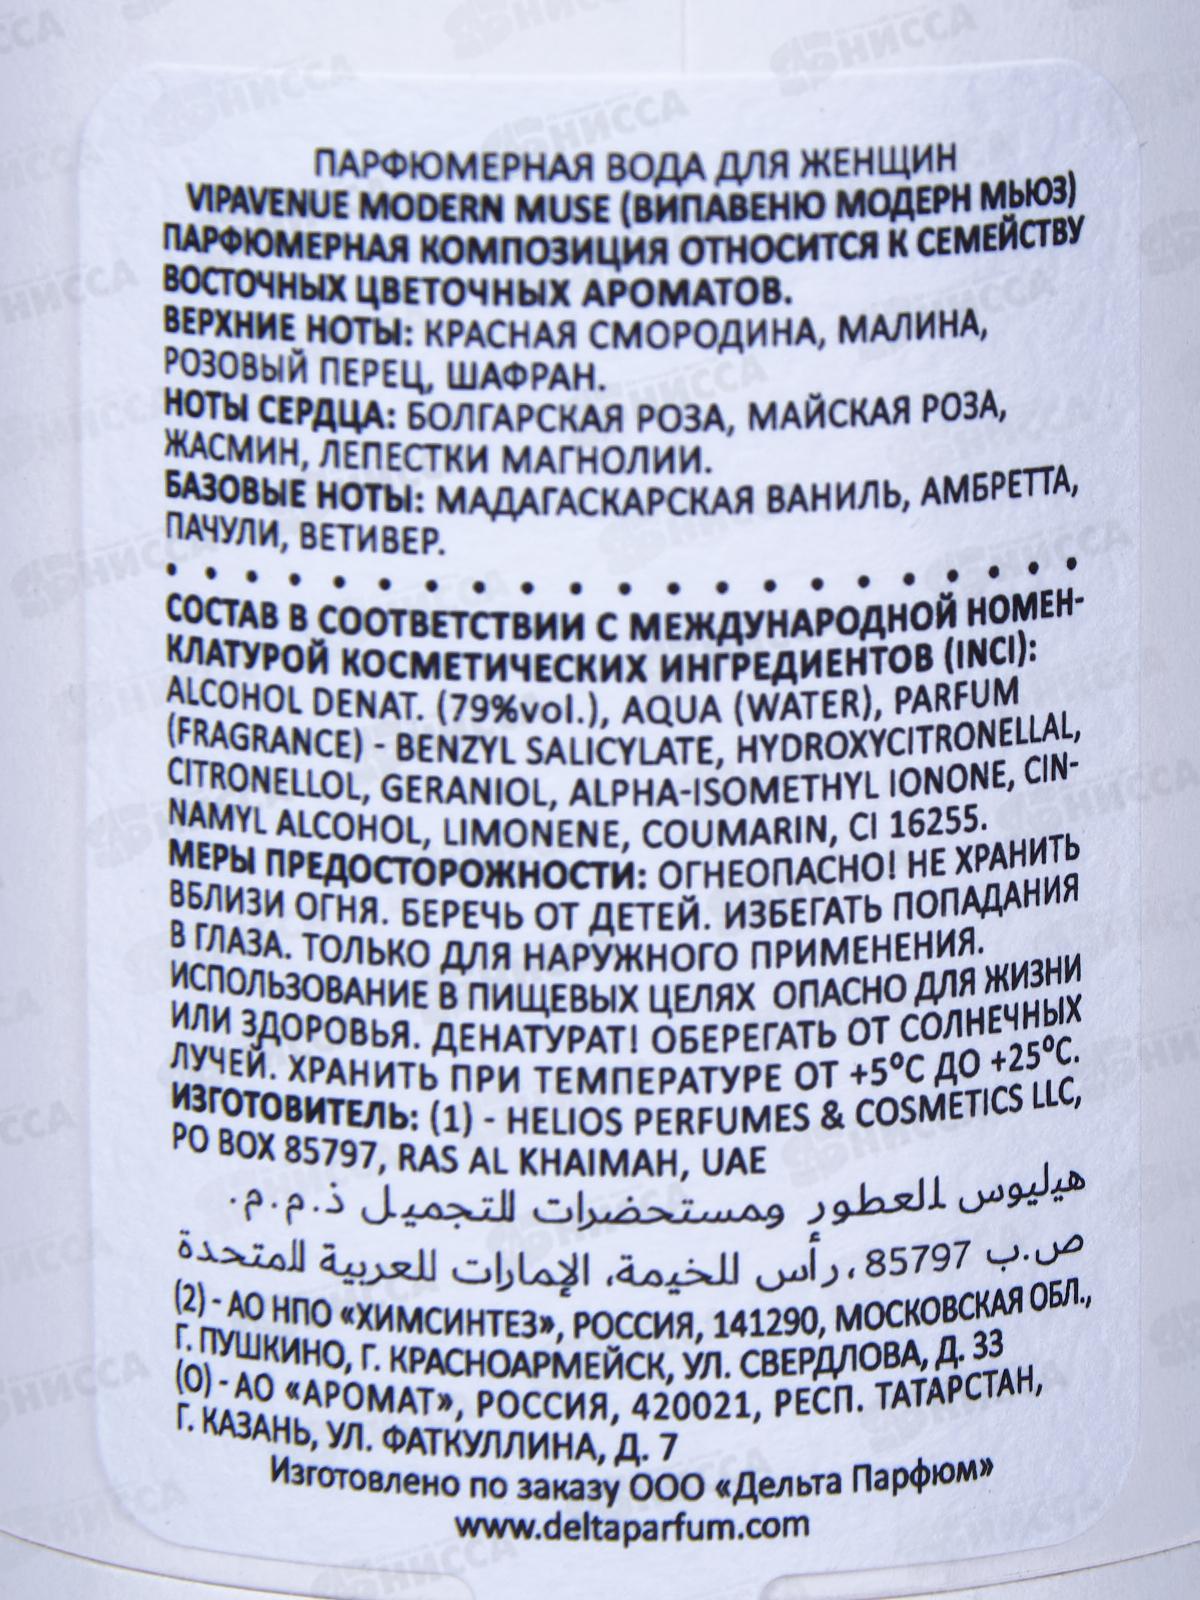 ПАРФЮМЕРНАЯ ВОДА ДЛЯ ЖЕНЩИН
VIPAVENUE MODERN MUSE (ВИПАВЕНЮ МОДЕРН МЬЮЗ)
ПАРФЮМЕРНАЯ КОМПОЗИЦИЯ ОТНОСИТСЯ К СЕМЕЙСТВУ
ВОСТОЧНЫХ ЦВЕТОЧНЫХ АРОМАТОВ.
ВЕРХНИЕ НОТЫ: КРАСНАЯ СМОРОДИНА, МАЛИНА,
РОЗОВЫЙ ПЕРЕЦ, ШАФРАН.
НОТЫ СЕРДЦА: БОЛГАРСКАЯ РОЗА, МАЙСКАЯ РОЗА,
ЖАСМИН, ЛЕПЕСТКИ МАГНОЛИИ.
БАЗОВЫЕ НОТЫ: МАДАГАСКАРСКАЯ ВАНИЛЬ, АМБРЕТТА,
ПАЧУЛИ, ВЕТИВЕР.
СОСТАВ В СООТВЕТСТВИИ С МЕЖДУНАРОДНОЙ НОМЕН-
КЛАТУРОЙ КОСМЕТИЧЕСКИХ ИНГРЕДИЕНТОВ (INCI):
ALCOHOL DENAT. (79%vol.), AQUA (WATER), PARFUM
(FRAGRANCE) - BENZYL SALICYLATE, HYDROXYCITRONELLAL,
CITRONELLOL, GERANIOL, ALPHA-ISOMETHYL IONONE, CIN-
NAMYL ALCOHOL, LIMONENE, COUMARIN, CI 16255.
МЕРЫ ПРЕДОСТОРОЖНОСТИ: ОГНЕОПАСНО! НЕ ХРАНИТЬ
ВБЛИЗИ ОГНЯ. БЕРЕЧЬ ОТ ДЕТЕЙ. ИЗБЕГАТЬ ПОПАДАНИЯ
В ГЛАЗА. ТОЛЬКО ДЛЯ НАРУЖНОГО ПРИМЕНЕНИЯ.
ИСПОЛЬЗОВАНИЕ В ПИЩЕВЫХ ЦЕЛЯХ ОПАСНО ДЛЯ ЖИЗНИ
ИЛИ ЗДОРОВЬЯ. ДЕНАТУРАТ! ОБЕРЕГАТЬ ОТ СОЛНЕЧНЫХ
ЛУЧЕЙ. ХРАНИТЬ ПРИ ТЕМПЕРАТУРЕ ОТ +5ºC ДО +25ºC.
ИЗГОТОВИТЕЛЬ: (1) - HELIOS PERFUMES & COSMETICS LLC,
PO BOX 85797, RAS AL KHAIMAH, UAE
هيليوس للعطور ومستحضرات للتجميل ذ.م.م.
ص.ب 85797، رأس للخيمة، الإمارات للعربية للمتحدة
(2) - АО НПО «ХИМСИНТЕЗ», РОССИЯ, 141290, МОСКОВСКАЯ ОБЛ.,
Г. ПУШКИНО, Г. КРАСНОАРМЕЙСК, УЛ. СВЕРДЛОВА, Д. 33
(О) - АО «АРОМАТ», РОССИЯ, 420021, РЕСП. ТАТАРСТАН,
Г. КАЗАНЬ, УЛ. ФАТКУЛЛИНА, Д. 7
Изготовлено по заказу ООО «Дельта Парфюм»
www.deltaparfum.com